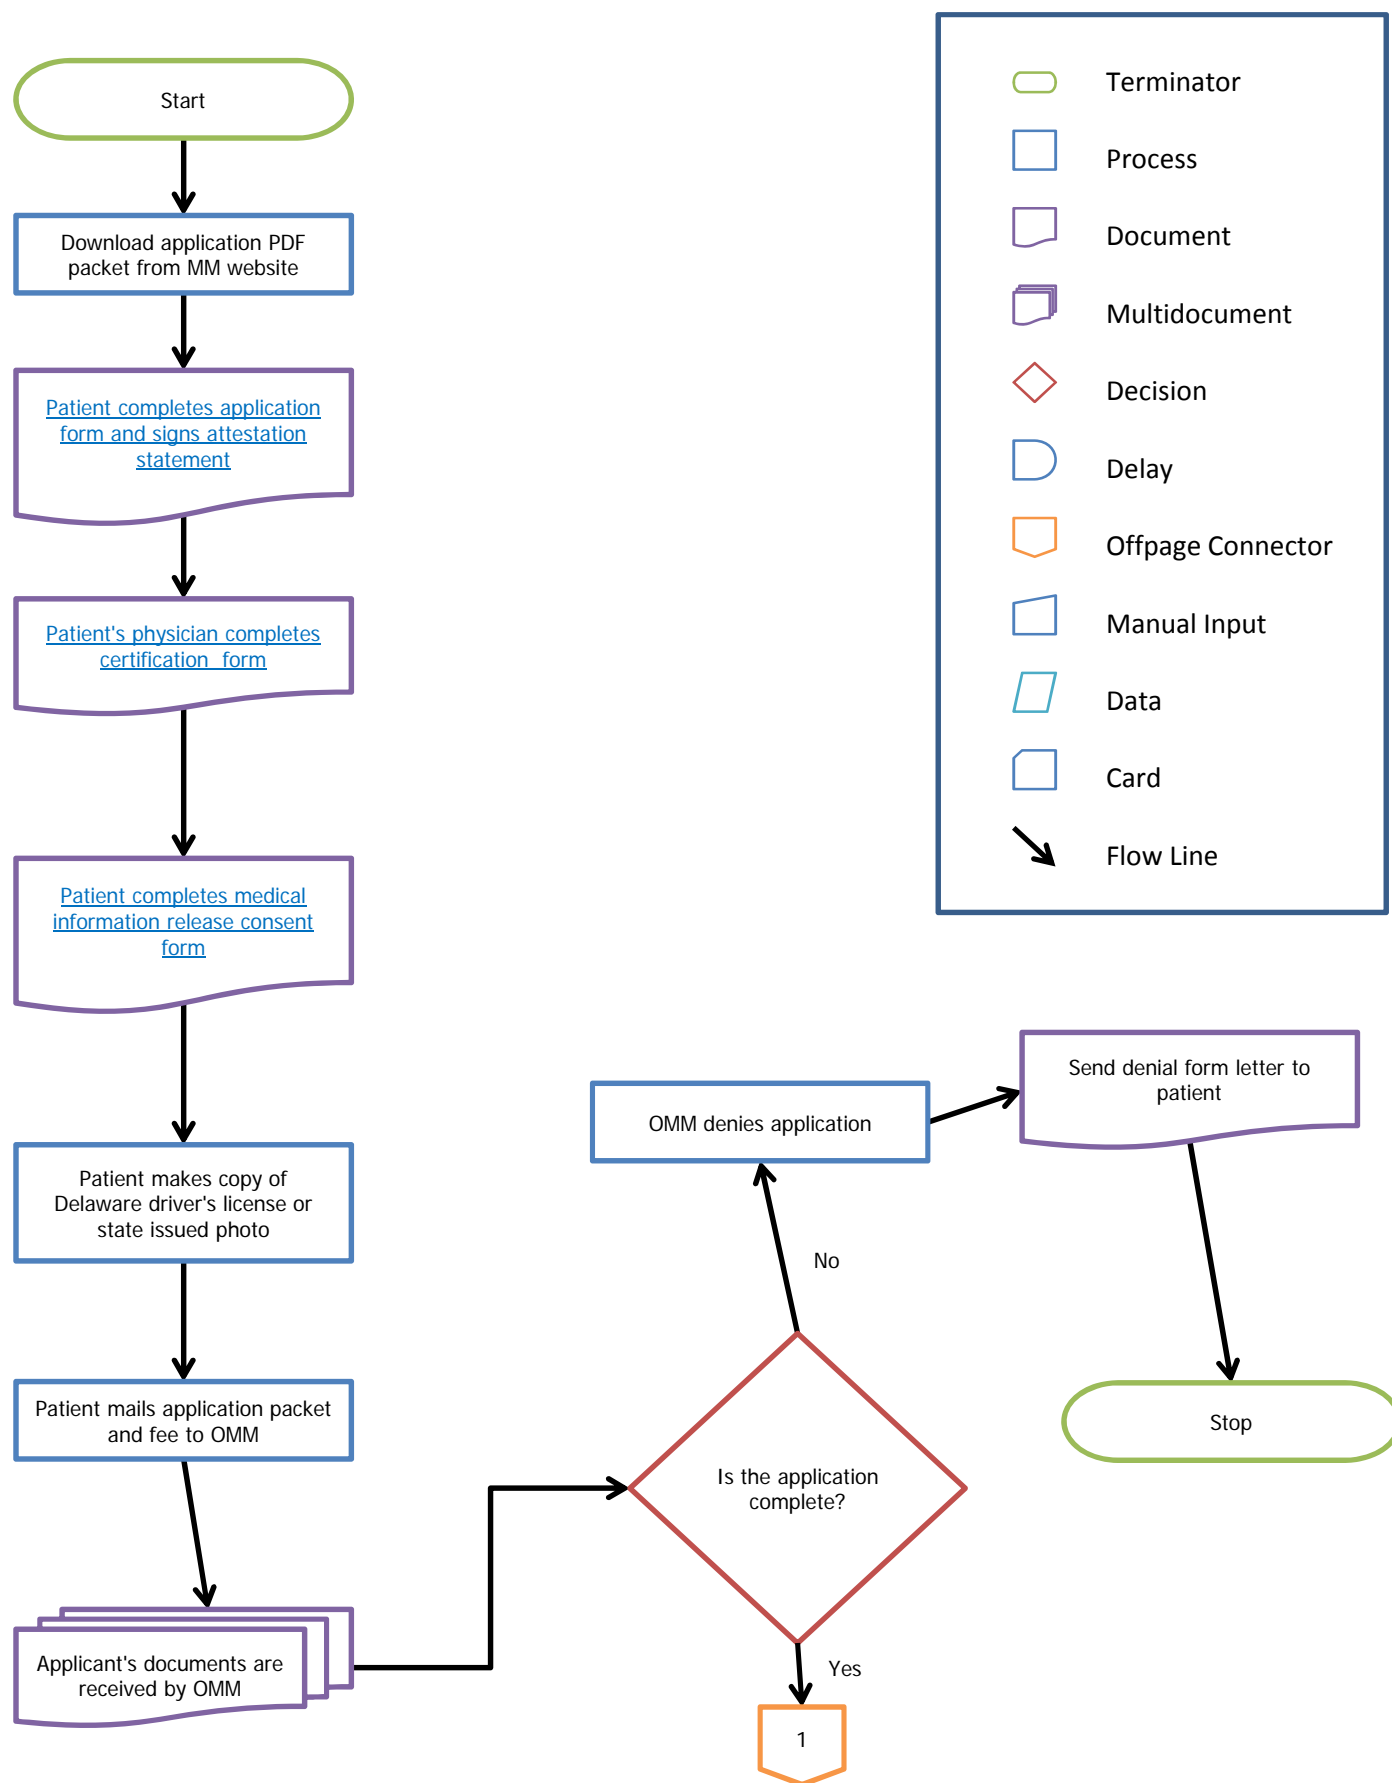 Start
Download application PDF
packet from MM website
Patient completes application
form and signs attestation
statement
Patient's physician completes
certification  form
Patient completes medical
information release consent
form
Patient makes copy of
Delaware driver's license or
state issued photo
Patient mails application packet
and fee to OMM
Applicant's documents are
received by OMM
Is the application
complete?
No
Yes
1
OMM denies application
Send denial form letter to
patient
Stop
Terminator
Process
Document
Multidocument
Decision
Delay
Offpage Connector
Manual Input
Data
Card
Flow Line